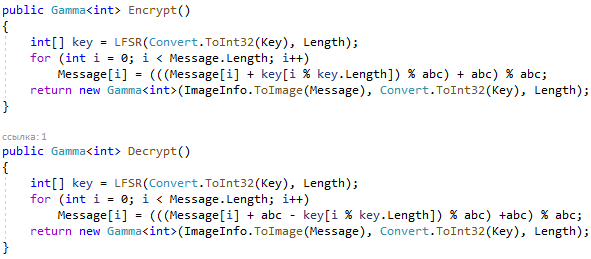 public Gamma<int> Encrypt()
{
    int[] key = LFSR(Convert.ToInt32(Key), Length);
    for (int i = 0; i < Message.Length; i++)
        Message[i] = (((Message[i] + key[i % key.Length]) % abc) + abc) % abc;
    return new Gamma<int>(ImageInfo.ToImage(Message), Convert.ToInt32(Key), Length);
}
ссылка: 1
public Gamma<int> Decrypt()
{
    int[] key = LFSR(Convert.ToInt32(Key), Length);
    for (int i = 0; i < Message.Length; i++)
        Message[i] = (((Message[i] + abc - key[i % key.Length]) % abc) +abc) % abc;
    return new Gamma<int>(ImageInfo.ToImage(Message), Convert.ToInt32(Key), Length);
}